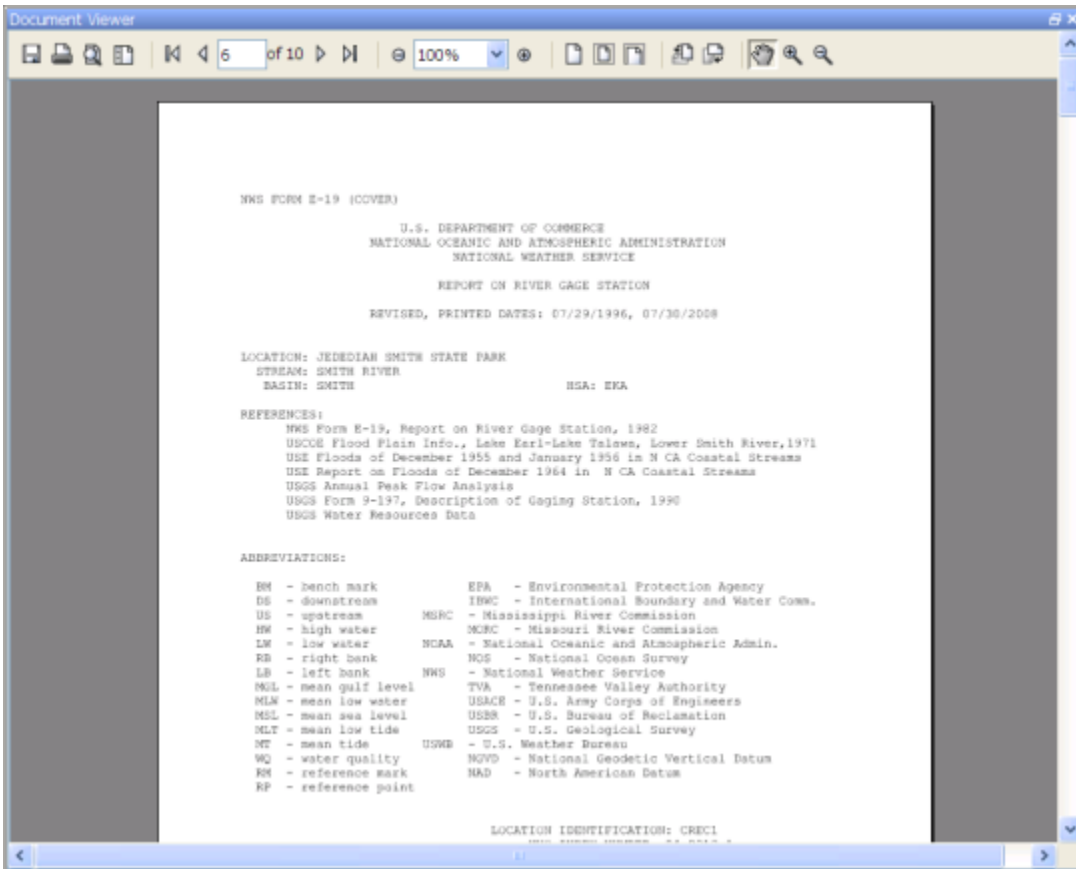 Document Viewer
6 of 10 100%
NWS FORM E-19 (COVER)
U.S. DEPARTMENT OF COMMERCE
NATIONAL OCEANIC AND ATMOSPHERIC ADMINISTRATION
NATIONAL WEATHER SERVICE
REPORT ON RIVER GAGE STATION
REVISED, PRINTED DATES: 07/29/1996, 07/30/2008
LOCATION: JEDEDIAH SMITH STATE PARK
STREAM: SMITH RIVER
BASIN: SMITH HSA: EKA
REFERENCES:
NWS Form E-19, Report on River Gage Station, 1982
USCOE Flood Plain Info., Lake Earl-Lake Talawa, Lower Smith River,1971
USE Floods of December 1955 and January 1956 in N CA Coastal Streams
USE Report on Floods of December 1964 in N CA Coastal Streams
USGS Annual Peak Flow Analysis
USGS Form 9-197, Description of Gaging Station, 1990
USGS Water Resources Data
ABBREVIATIONS:
BM - bench mark EPA - Environmental Protection Agency
DS - downstream IBWC - International Boundary and Water Comm.
US - upstream MSRC - Mississippi River Commission
HW - high water MORC - Missouri River Commission
LW - low water NOAA - National Oceanic and Atmospheric Admin.
RB - right bank NOS - National Ocean Survey
LB - left bank NWS - National Weather Service
MGL - mean gulf level TVA - Tennessee Valley Authority
MLW - mean low water USACE - U.S. Army Corps of Engineers
MSL - mean sea level USBR - U.S. Bureau of Reclamation
MLT - mean low tide USGS - U.S. Geological Survey
MT - mean tide USWB - U.S. Weather Bureau
WQ - water quality NGVD - National Geodetic Vertical Datum
RM - reference mark NAD - North American Datum
RP - reference point
LOCATION IDENTIFICATION: CREC1